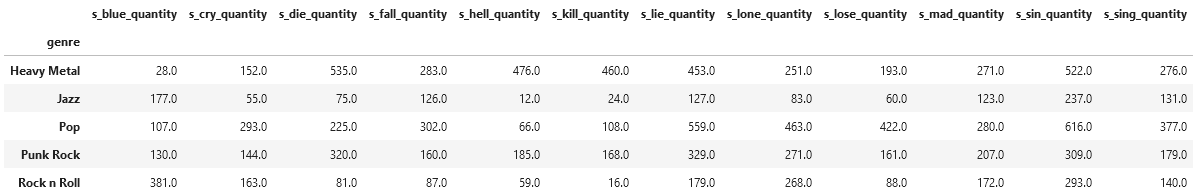 s_blue_quantity s_cry_quantity s_die_quantity s_fall_quantity s_hell_quantity s_kill_quantity s_lie_quantity s_lone_quantity s_lose_quantity s_mad_quantity s_sin_quantity s_sing_quantity
genre
Heavy Metal 28.0 152.0 535.0 283.0 476.0 460.0 453.0 251.0 193.0 271.0 522.0 276.0
Jazz 177.0 55.0 75.0 126.0 12.0 24.0 127.0 83.0 60.0 123.0 237.0 131.0
Pop 107.0 293.0 225.0 302.0 66.0 108.0 559.0 463.0 422.0 280.0 616.0 377.0
Punk Rock 130.0 144.0 320.0 160.0 185.0 168.0 329.0 271.0 161.0 207.0 309.0 179.0
Rock n Roll 381.0 163.0 81.0 87.0 59.0 16.0 179.0 268.0 88.0 172.0 293.0 140.0